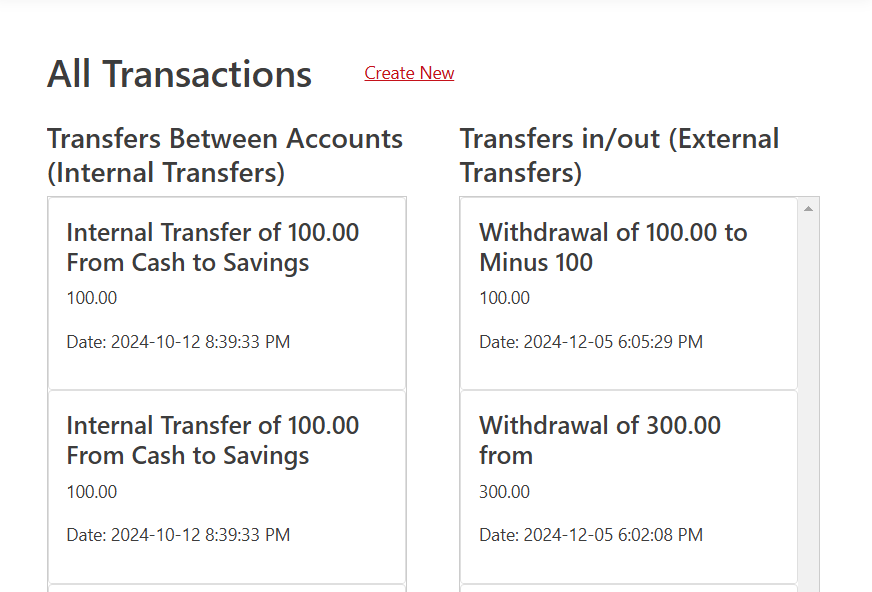 All Transactions
Create New
Transfers Between Accounts
(Internal Transfers)
Internal Transfer of 100.00
From Cash to Savings
100.00
Date: 2024-10-12 8:39:33 PM
Internal Transfer of 100.00
From Cash to Savings
100.00
Date: 2024-10-12 8:39:33 PM
Transfers in/out (External
Transfers)
Withdrawal of 100.00 to
Minus 100
100.00
Date: 2024-12-05 6:05:29 PM
Withdrawal of 300.00
from
300.00
Date: 2024-12-05 6:02:08 PM